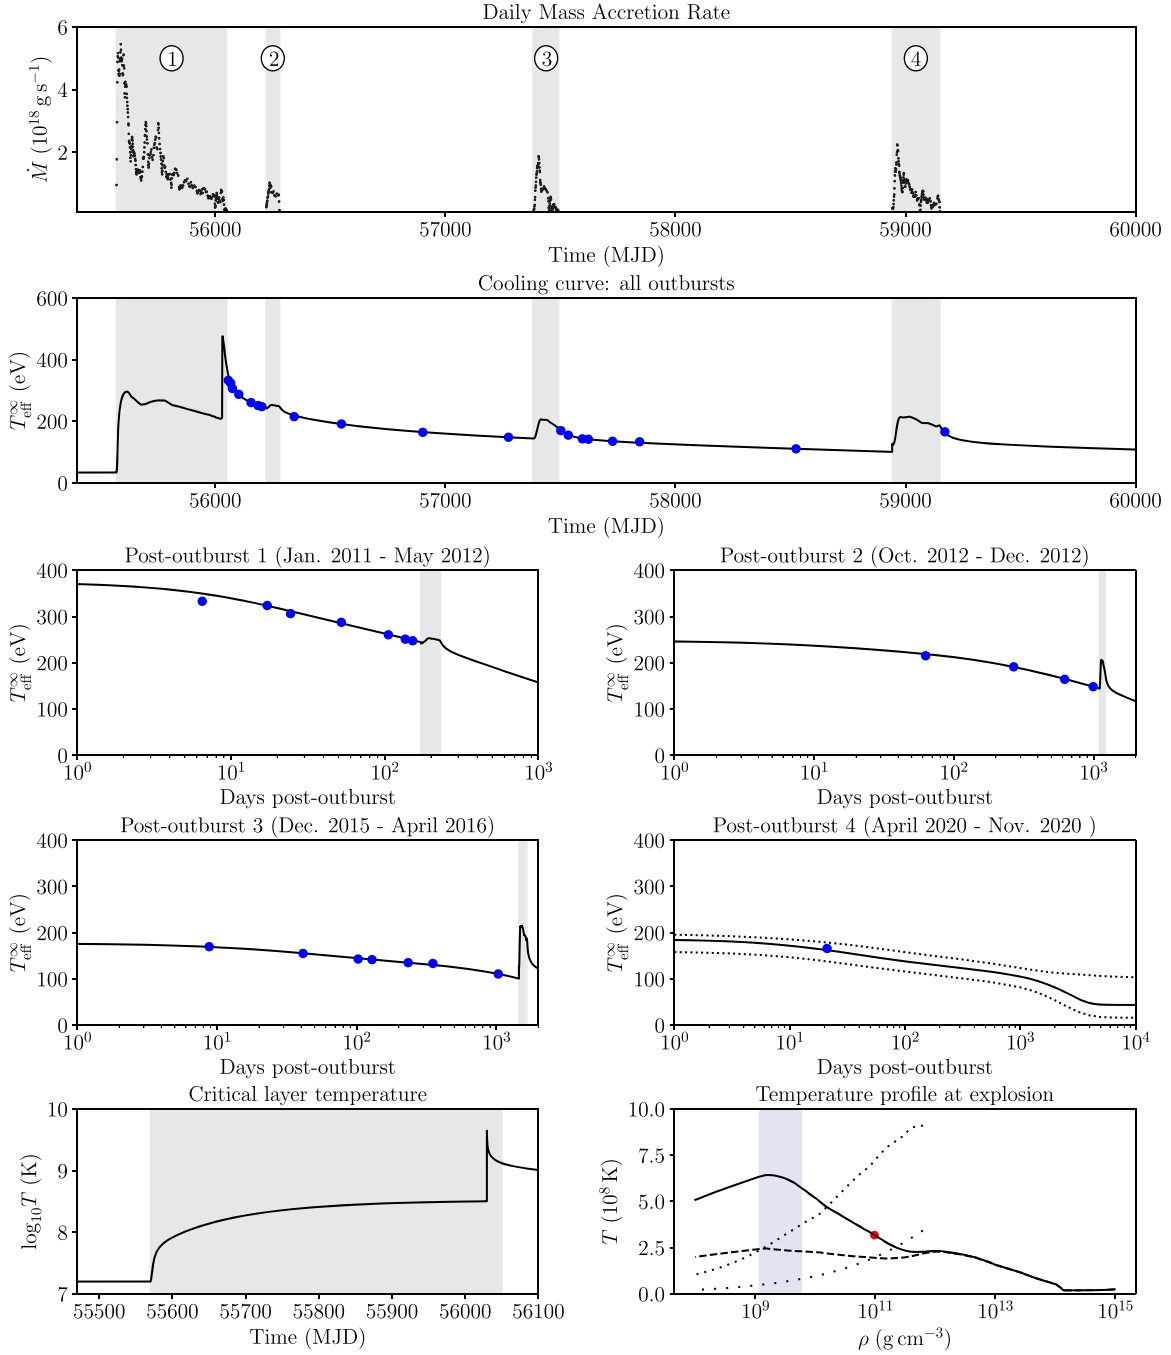 Daily Mass Accretion Rate
6
4
2
Ṁ (10¹⁸ g s⁻¹)
1
2
3
4
56000 57000 58000 59000 60000
Time (MJD)
Cooling curve: all outbursts
600
400
200
0
T∞eff (eV)
56000 57000 58000 59000 60000
Time (MJD)
Post-outburst 1 (Jan. 2011 - May 2012)
400
300
200
100
0
T∞eff (eV)
10⁰ 10¹ 10² 10³
Days post-outburst
Post-outburst 2 (Oct. 2012 - Dec. 2012)
400
300
200
100
0
T∞eff (eV)
10⁰ 10¹ 10² 10³
Days post-outburst
Post-outburst 3 (Dec. 2015 - April 2016)
400
300
200
100
0
T∞eff (eV)
10⁰ 10¹ 10² 10³
Days post-outburst
Post-outburst 4 (April 2020 - Nov. 2020 )
400
300
200
100
0
T∞eff (eV)
10⁰ 10¹ 10² 10³ 10⁴
Days post-outburst
Critical layer temperature
10
9
8
7
log₁₀T (K)
55500 55600 55700 55800 55900 56000 56100
Time (MJD)
Temperature profile at explosion
10.0
7.5
5.0
2.5
0.0
T (10⁸ K)
10⁹ 10¹¹ 10¹³ 10¹⁵
ρ (g cm⁻³)